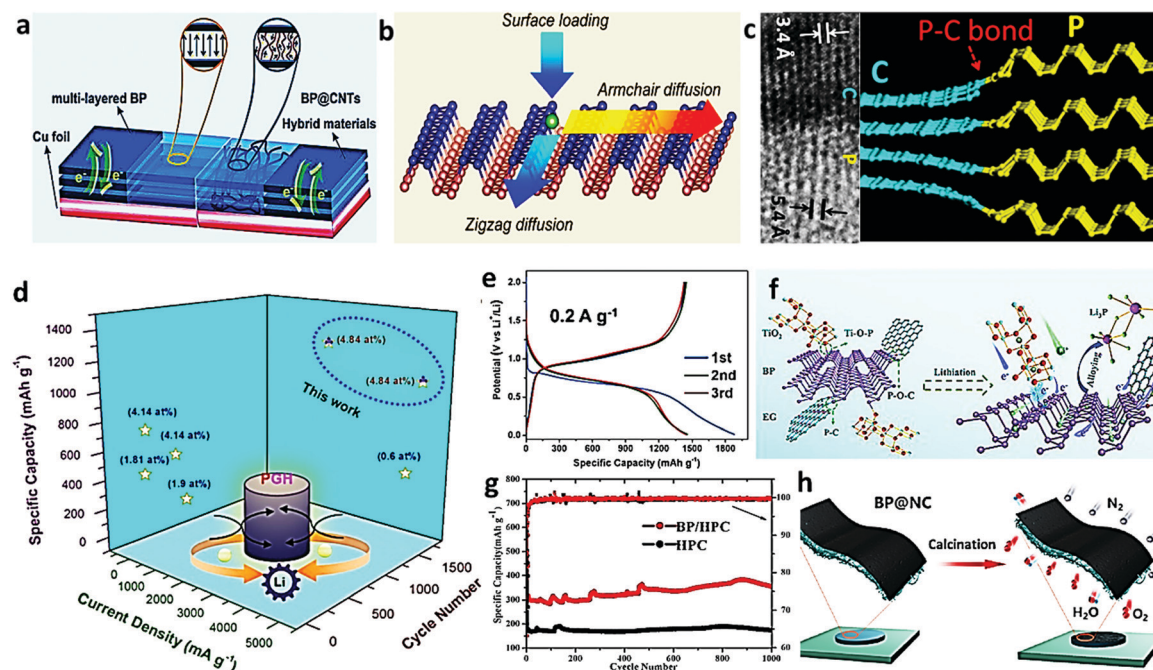 a
multi-layered BP
Cu foil
BP@CNTs
Hybrid materials
e-
e-
e-
e-
b
Surface loading
Armchair diffusion
Zigzag diffusion
c
3.4 Å
C
P
5.4 Å
P-C bond
P
C
d
Specific Capacity (mAh g⁻¹)
1400
1200
1000
800
600
400
200
0
(4.84 at%)
(4.84 at%)
This work
(4.14 at%)
(4.14 at%)
(1.81 at%)
(1.9 at%)
(0.6 at%)
PGH
Li
0
1000
2000
3000
4000
5000
Current Density (mA g⁻¹)
0
500
1000
1500
Cycle Number
e
Potential (V vs Li⁺/Li)
2.0
1.5
1.0
0.5
0.0
0.2 A g⁻¹
1st
2nd
3rd
0
300
600
900
1200
1500
1800
Specific Capacity (mAh g⁻¹)
f
TiO₂
Ti-O-P
BP
P-O-C
EG
P-C
Lithiation
e-
e-
e-
Alloying
Li₃P
g
Specific Capacity(mAh g⁻¹)
800
700
600
500
400
300
200
100
BP/HPC
HPC
100
95
90
85
80
75
70
65
0
200
400
600
800
1000
Cyecle Number
h
BP@NC
Calcination
N₂
H₂O
O₂